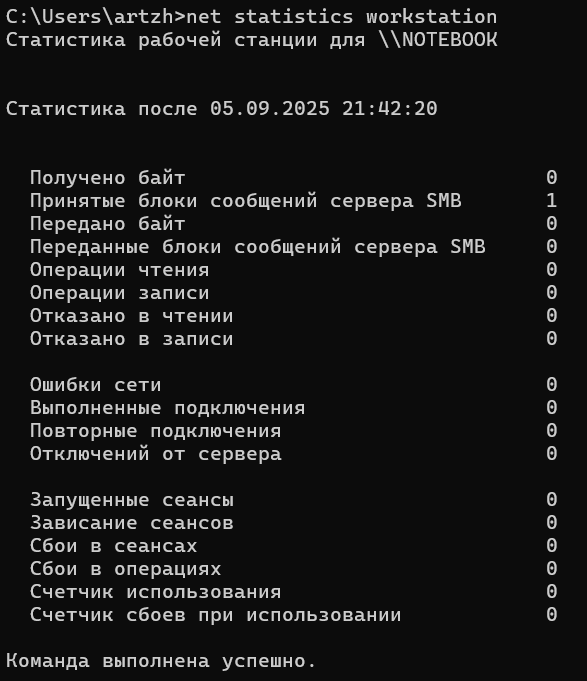 C:\Users\artzh>net statistics workstation
Статистика рабочей станции для \\NOTEBOOK
Статистика после 05.09.2025 21:42:20
Получено байт 0
Принятые блоки сообщений сервера SMB 1
Передано байт 0
Переданные блоки сообщений сервера SMB 0
Операции чтения 0
Операции записи 0
Отказано в чтении 0
Отказано в записи 0
Ошибки сети 0
Выполненные подключения 0
Повторные подключения 0
Отключений от сервера 0
Запущенные сеансы 0
Зависание сеансов 0
Сбои в сеансах 0
Сбои в операциях 0
Счетчик использования 0
Счетчик сбоев при использовании 0
Команда выполнена успешно.